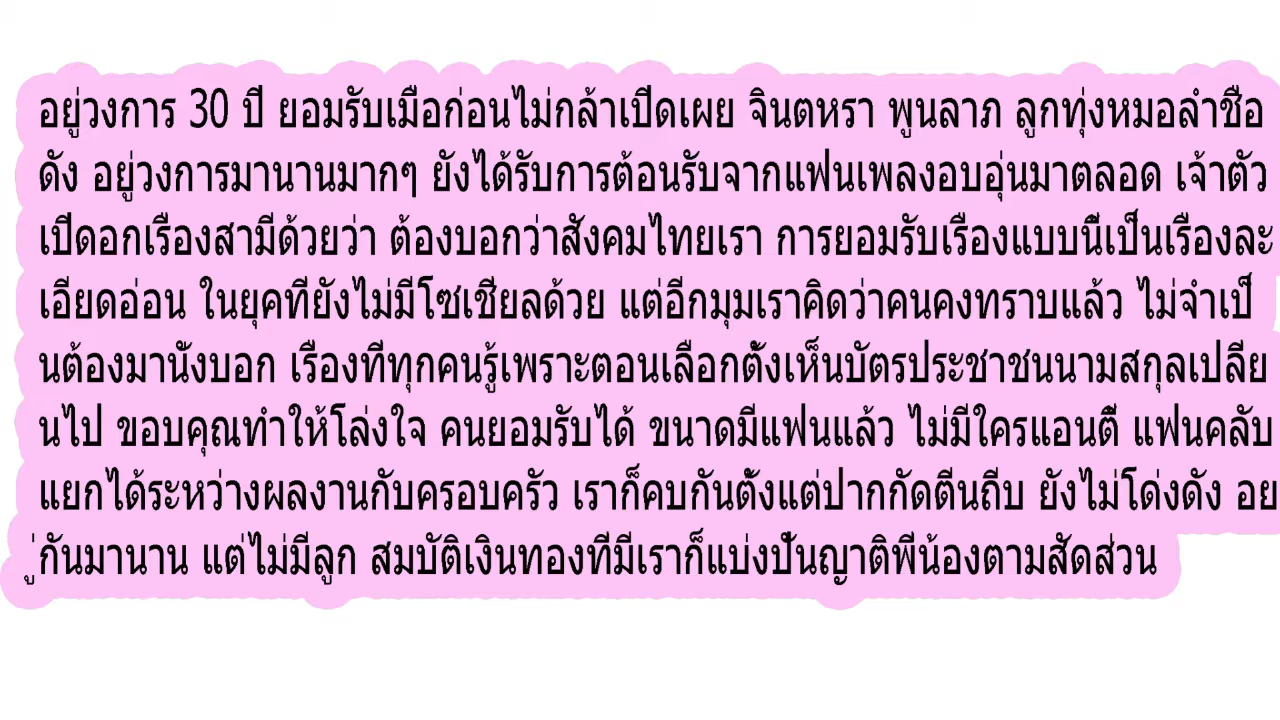 อยู่วงการ 30 ปี ยอมรับเมื่อก่อนไม่กล้าเปิดเผย จินตหรา พูนลาภ ลูกทุ่งหมอลำชื่อ
ดัง อยู่วงการมานานมากๆ ยังได้รับการต้อนรับจากแฟนเพลงอบอุ่นมาตลอด เจ้าตัว
เปิดอกเรื่องสามีด้วยว่า ต้องบอกว่าสังคมไทยเรา การยอมรับเรื่องแบบนี้เป็นเรื่องละ
เอียดอ่อน ในยุคที่ยังไม่มีโซเชียลด้วย แต่อีกมุมเราคิดว่าคนคงทราบแล้ว ไม่จำเป็
นต้องมานั่งบอก เรื่องที่ทุกคนรู้เพราะตอนเลือกตั้งเห็นบัตรประชาชนนามสกุลเปลี่ย
นไป ขอบคุณทำให้โล่งใจ คนยอมรับได้ ขนาดมีแฟนแล้ว ไม่มีใครแอนตี้ แฟนคลับ
แยกได้ระหว่างผลงานกับครอบครัว เราก็คบกันตั้งแต่ปากกัดตีนถีบ ยังไม่โด่งดัง อย
ู่กันมานาน แต่ไม่มีลูก สมบัติเงินทองที่มีเราก็แบ่งปันญาติพี่น้องตามสัดส่วน